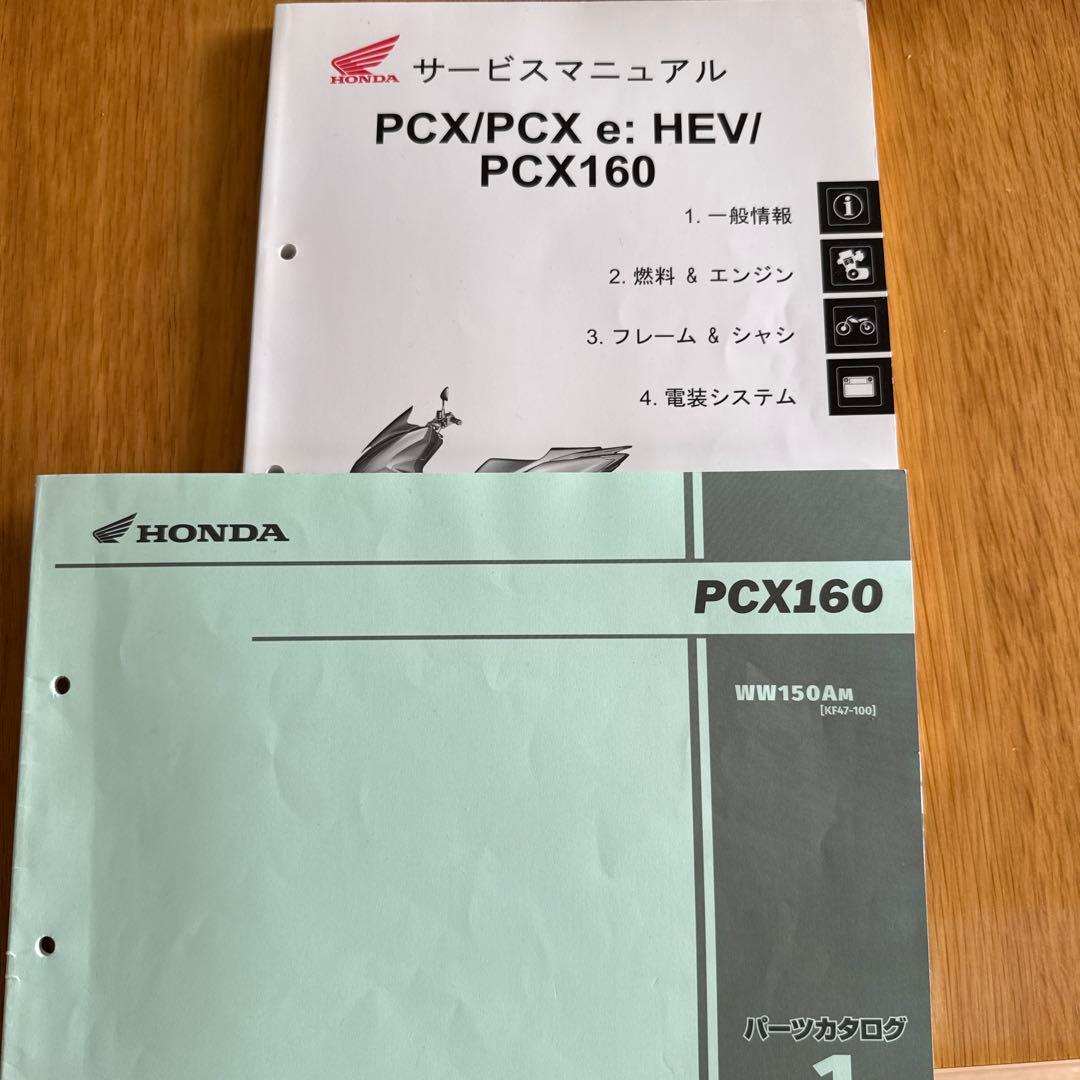 HONDA
サービスマニュアル
PCX/PCX e: HEV/
PCX160
1. 一般情報
2. 燃料 & エンジン
3. フレーム & シャシ
4. 電装システム
HONDA
PCX160
WW150AM
[KF47-100]
パーツカタログ
1